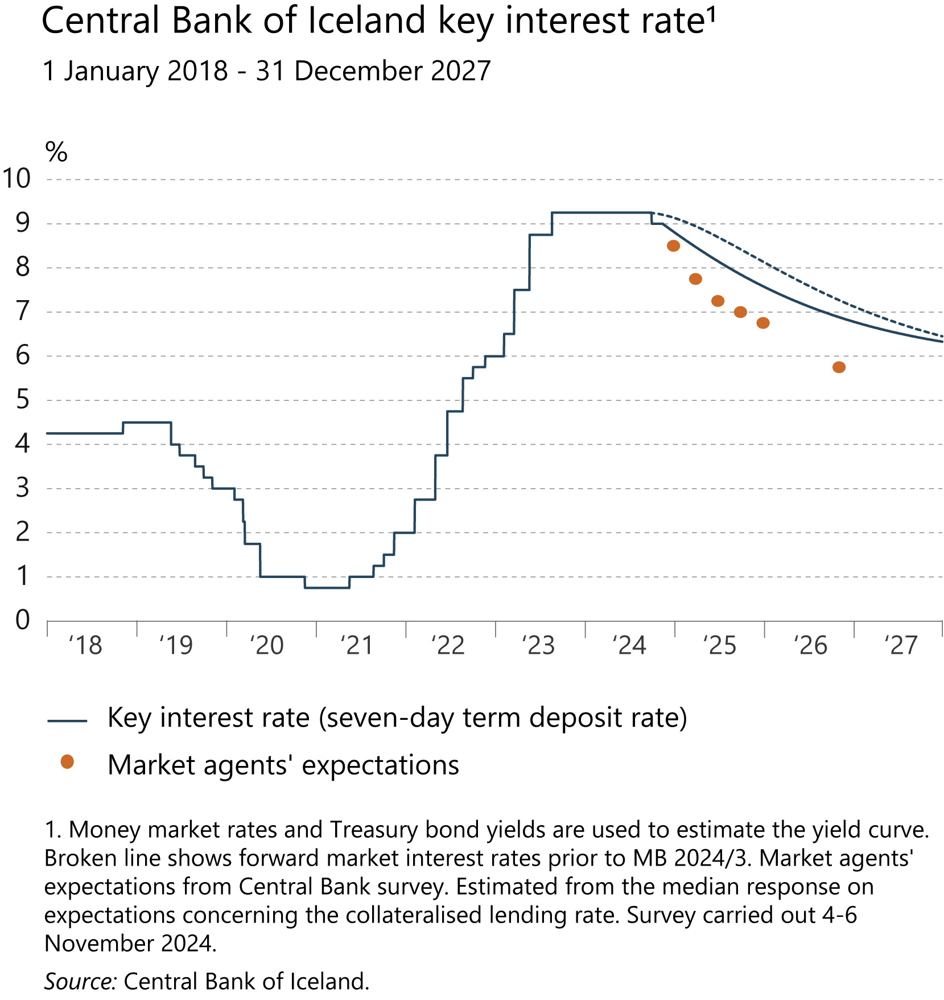 Central Bank of Iceland key interest rate¹
1 January 2018 - 31 December 2027
%
10
9
8
7
6
5
4
3
2
1
0
‘18 ‘19 ‘20 ‘21 ‘22 ‘23 ‘24 ‘25 ‘26 ‘27
Key interest rate (seven-day term deposit rate)
Market agents' expectations
1. Money market rates and Treasury bond yields are used to estimate the yield curve.
Broken line shows forward market interest rates prior to MB 2024/3. Market agents'
expectations from Central Bank survey. Estimated from the median response on
expectations concerning the collateralised lending rate. Survey carried out 4-6
November 2024.
Source: Central Bank of Iceland.